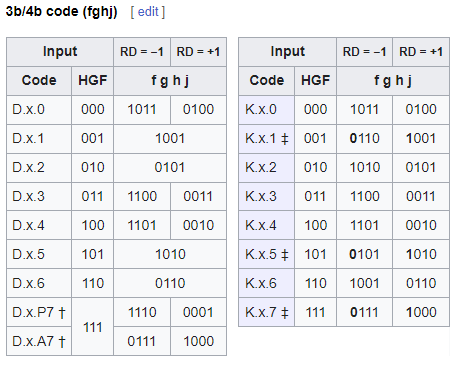 3b/4b code (fghj) [ edit ]
Input RD = −1 RD = +1
Code HGF f g h j
D.x.0 000 1011 0100
D.x.1 001 1001
D.x.2 010 0101
D.x.3 011 1100 0011
D.x.4 100 1101 0010
D.x.5 101 1010
D.x.6 110 0110
D.x.P7 † 111 1110 0001
D.x.A7 † 0111 1000
Input RD = −1 RD = +1
Code HGF f g h j
K.x.0 000 1011 0100
K.x.1 ‡ 001 0110 1001
K.x.2 010 1010 0101
K.x.3 011 1100 0011
K.x.4 100 1101 0010
K.x.5 ‡ 101 0101 1010
K.x.6 110 1001 0110
K.x.7 ‡ 111 0111 1000